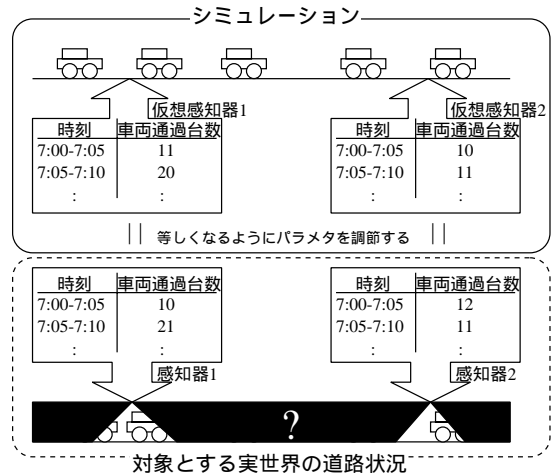 シミュレーション
仮想感知器1
仮想感知器2
時刻 車両通過台数
7:00-7:05 11
7:05-7:10 20
: :
時刻 車両通過台数
7:00-7:05 10
7:05-7:10 11
: :
等しくなるようにパラメタを調節する
時刻 車両通過台数
7:00-7:05 10
7:05-7:10 21
: :
時刻 車両通過台数
7:00-7:05 12
7:05-7:10 11
: :
感知器1
感知器2
?
対象とする実世界の道路状況